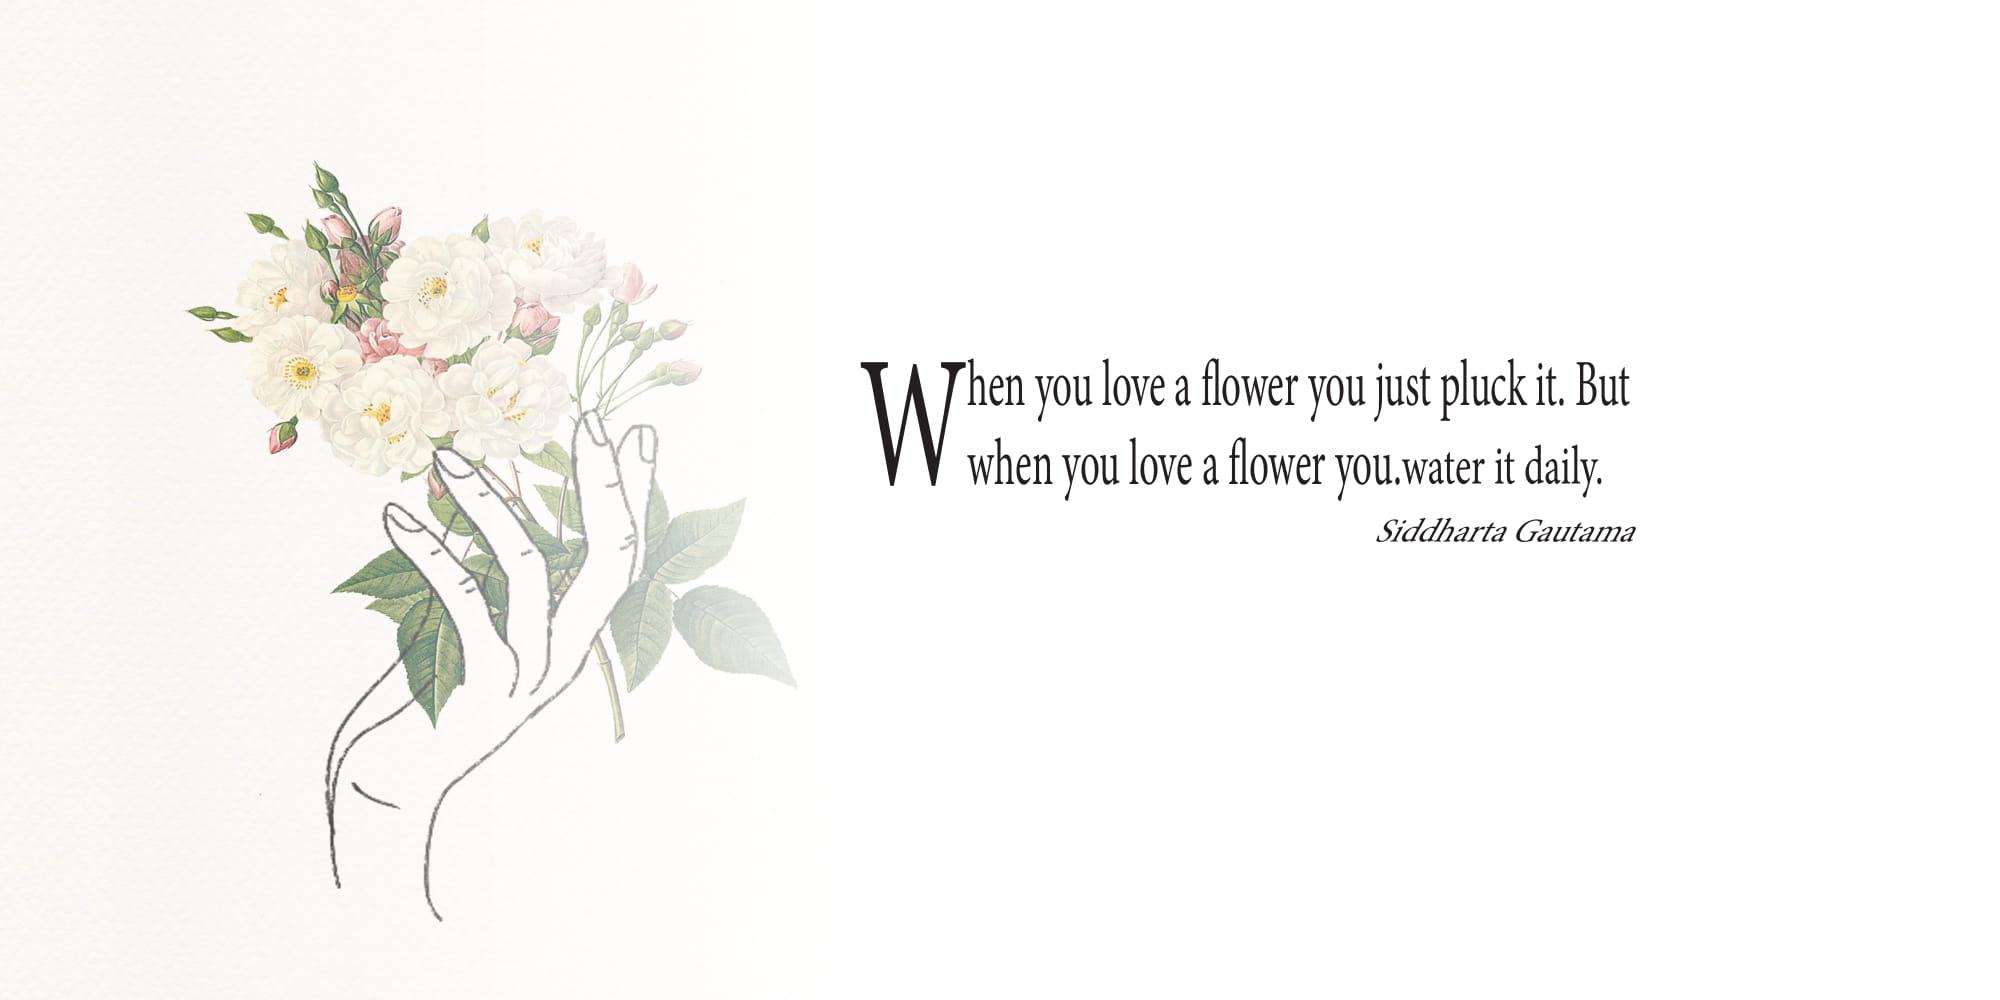 When you love a flower you just pluck it. But
when you love a flower you.water it daily.
Siddharta Gautama